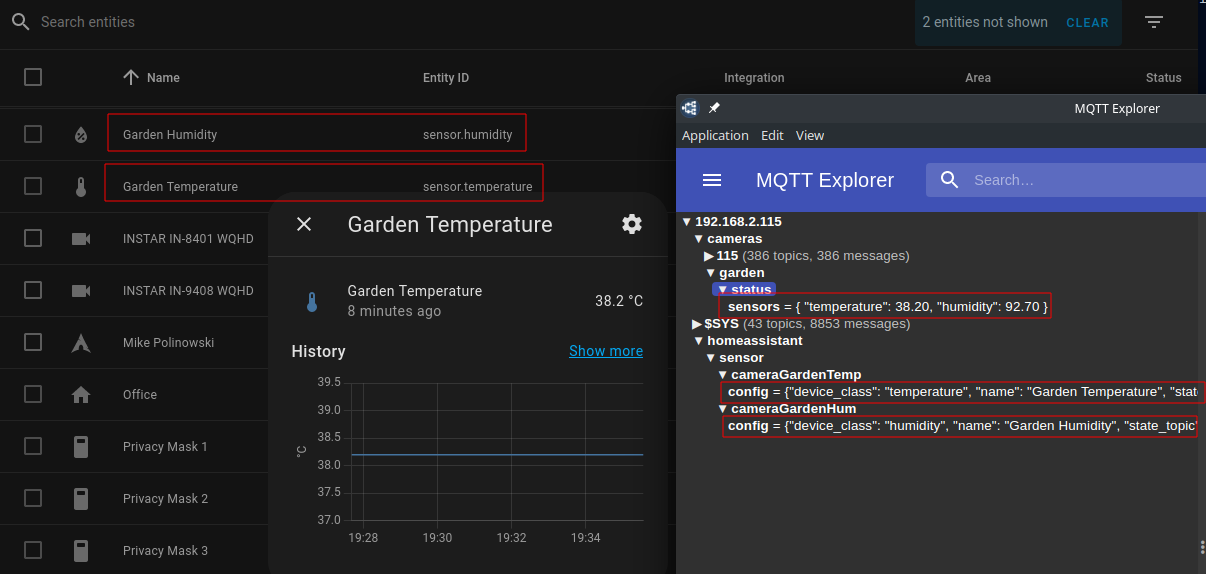 Search entities
2 entities not shown CLEAR
Name Entity ID Integration Area Status
Garden Humidity sensor.humidity
Garden Temperature sensor.temperature
INSTAR IN-8401 WQHD
INSTAR IN-9408 WQHD
Mike Polinowski
Office
Privacy Mask 1
Privacy Mask 2
Privacy Mask 3
Garden Temperature
Garden Temperature
8 minutes ago
38.2 °C
History Show more
39.5
39.0
38.5
38.0
37.5
37.0
°C
19:28 19:30 19:32 19:34
MQTT Explorer
Application Edit View
MQTT Explorer Search...
▼ 192.168.2.115
▼ cameras
▶ 115 (386 topics, 386 messages)
▼ garden
▼ status
sensors = { "temperature": 38.20, "humidity": 92.70 }
▶ $SYS (43 topics, 8853 messages)
▼ homeassistant
▼ sensor
▼ cameraGardenTemp
config = {"device_class": "temperature", "name": "Garden Temperature", "stat
▼ cameraGardenHum
config = {"device_class": "humidity", "name": "Garden Humidity", "state_topic"